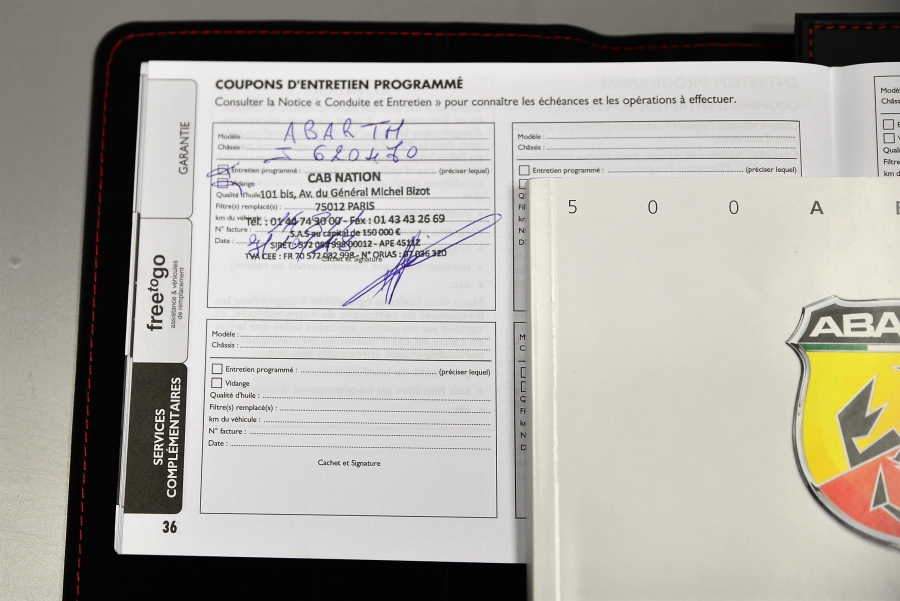 COUPONS D'ENTRETIEN PROGRAMMÉ
Consulter la Notice « Conduite et Entretien » pour connaître les échéances et les opérations à effectuer.
GARANTIE
freetogo
assistance & véhicules
de remplacement
SERVICES
COMPLÉMENTAIRES
36
Modèle : ABARTH
Châssis : J 620470
Entretien programmé : (préciser lequel)
Vidange
Qualité d'huile
Filtre(s) remplacé(s) :
km du véhicule
N° facture :
Date :
Cachet et Signature
CAB NATION
101 bis, Av. du Général Michel Bizot
75012 PARIS
Tél. : 01 44 74 30 00 - Fax : 01 43 43 26 69
S.A.S au capital de 150 000 €
SIRET : 572 082 998 00012 - APE 4511Z
TVA CEE : FR 70 572 082 998 - N° ORIAS : 07 036 320
Modèle :
Châssis :
Entretien programmé : (préciser lequel)
Vidange
Qualité d'huile :
Filtre(s) remplacé(s) :
km du véhicule :
N° facture :
Date :
Cachet et Signature
Modèle :
Châssis :
Entretien programmé : (préciser lequel)
5 0 0 A
ABA